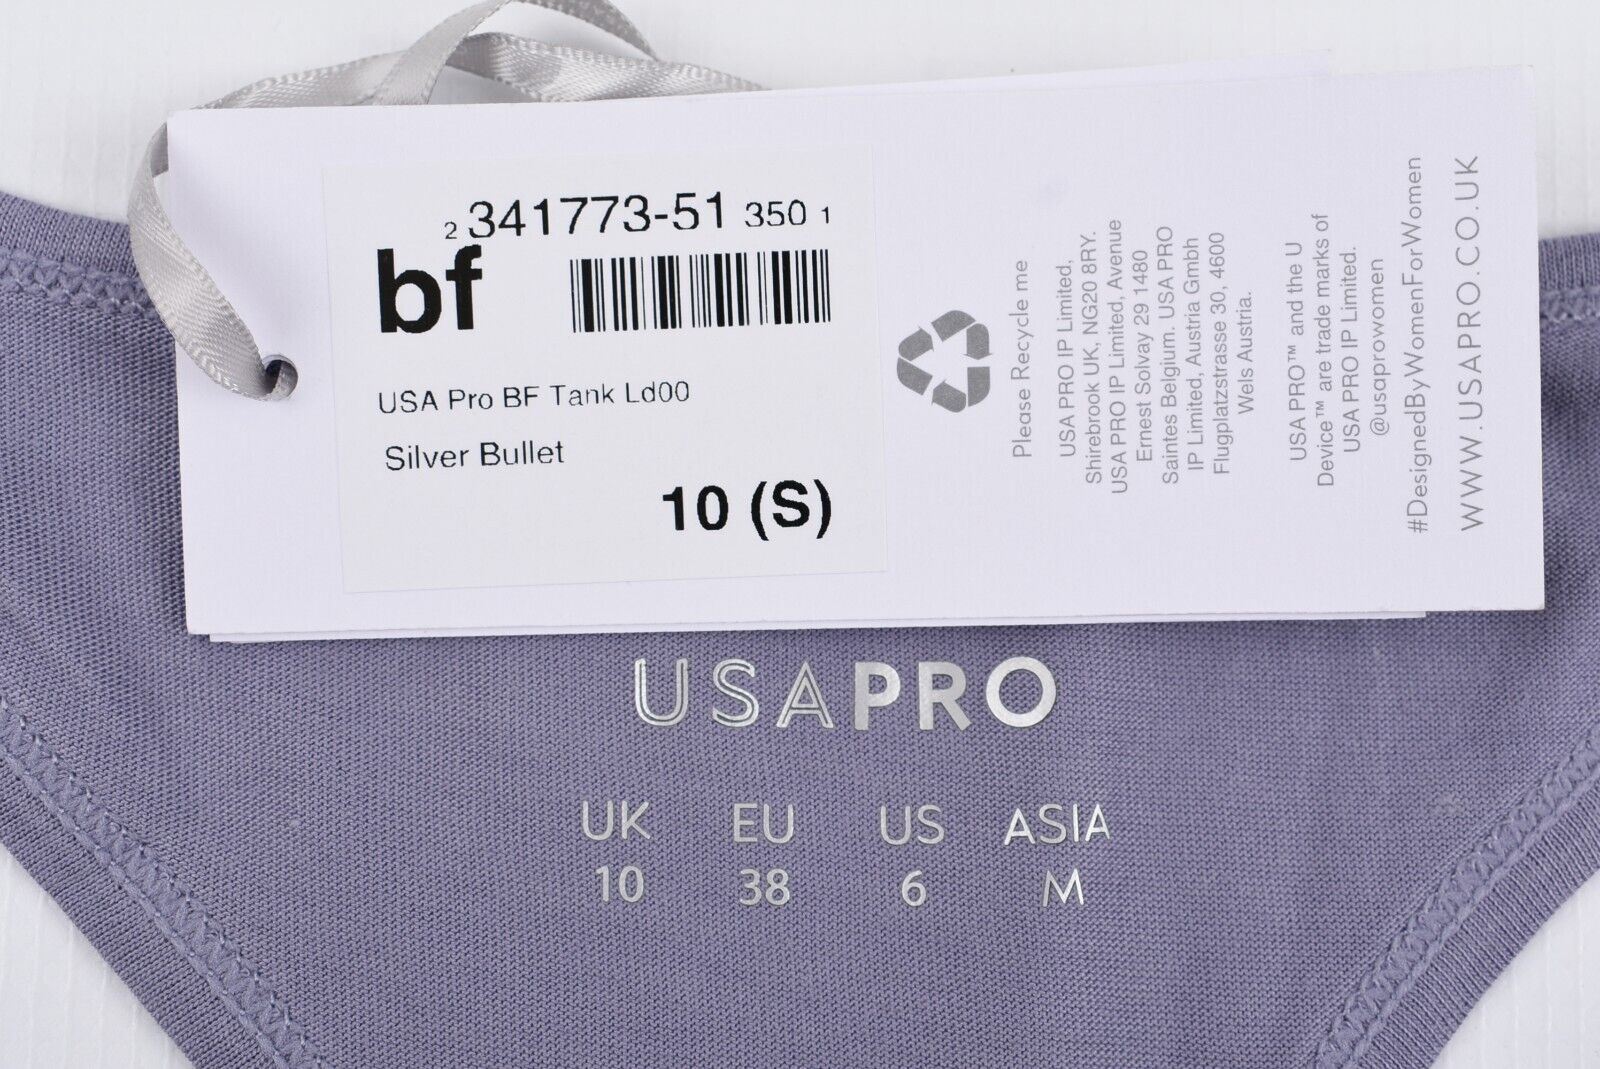 2 341773-51 350 1
bf
USA Pro BF Tank Ld00
Silver Bullet
10 (S)
Please Recycle me
USA PRO IP Limited,
Shirebrook UK, NG20 8RY.
USA PRO IP Limited, Avenue
Ernest Solvay 29 1480
Saintes Belgium. USA PRO
IP Limited, Austria Gmbh
Flugplatzstrasse 30, 4600
Wels Austria.
USA PRO™ and the U
Device™ are trade marks of
USA PRO IP Limited.
@usaprowomen
#DesignedByWomenForWomen
WWW.USAPRO.CO.UK
USAPRO
UK EU US ASIA
10 38 6 M